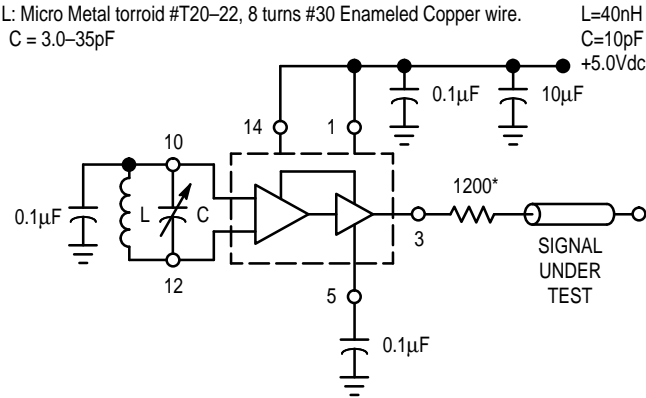 L: Micro Metal torroid #T20–22, 8 turns #30 Enameled Copper wire.
C = 3.0–35pF
L=40nH
C=10pF
+5.0Vdc
0.1μF
10μF
14
1
10
1200*
0.1μF
L
C
3
12
SIGNAL
UNDER
TEST
5
0.1μF